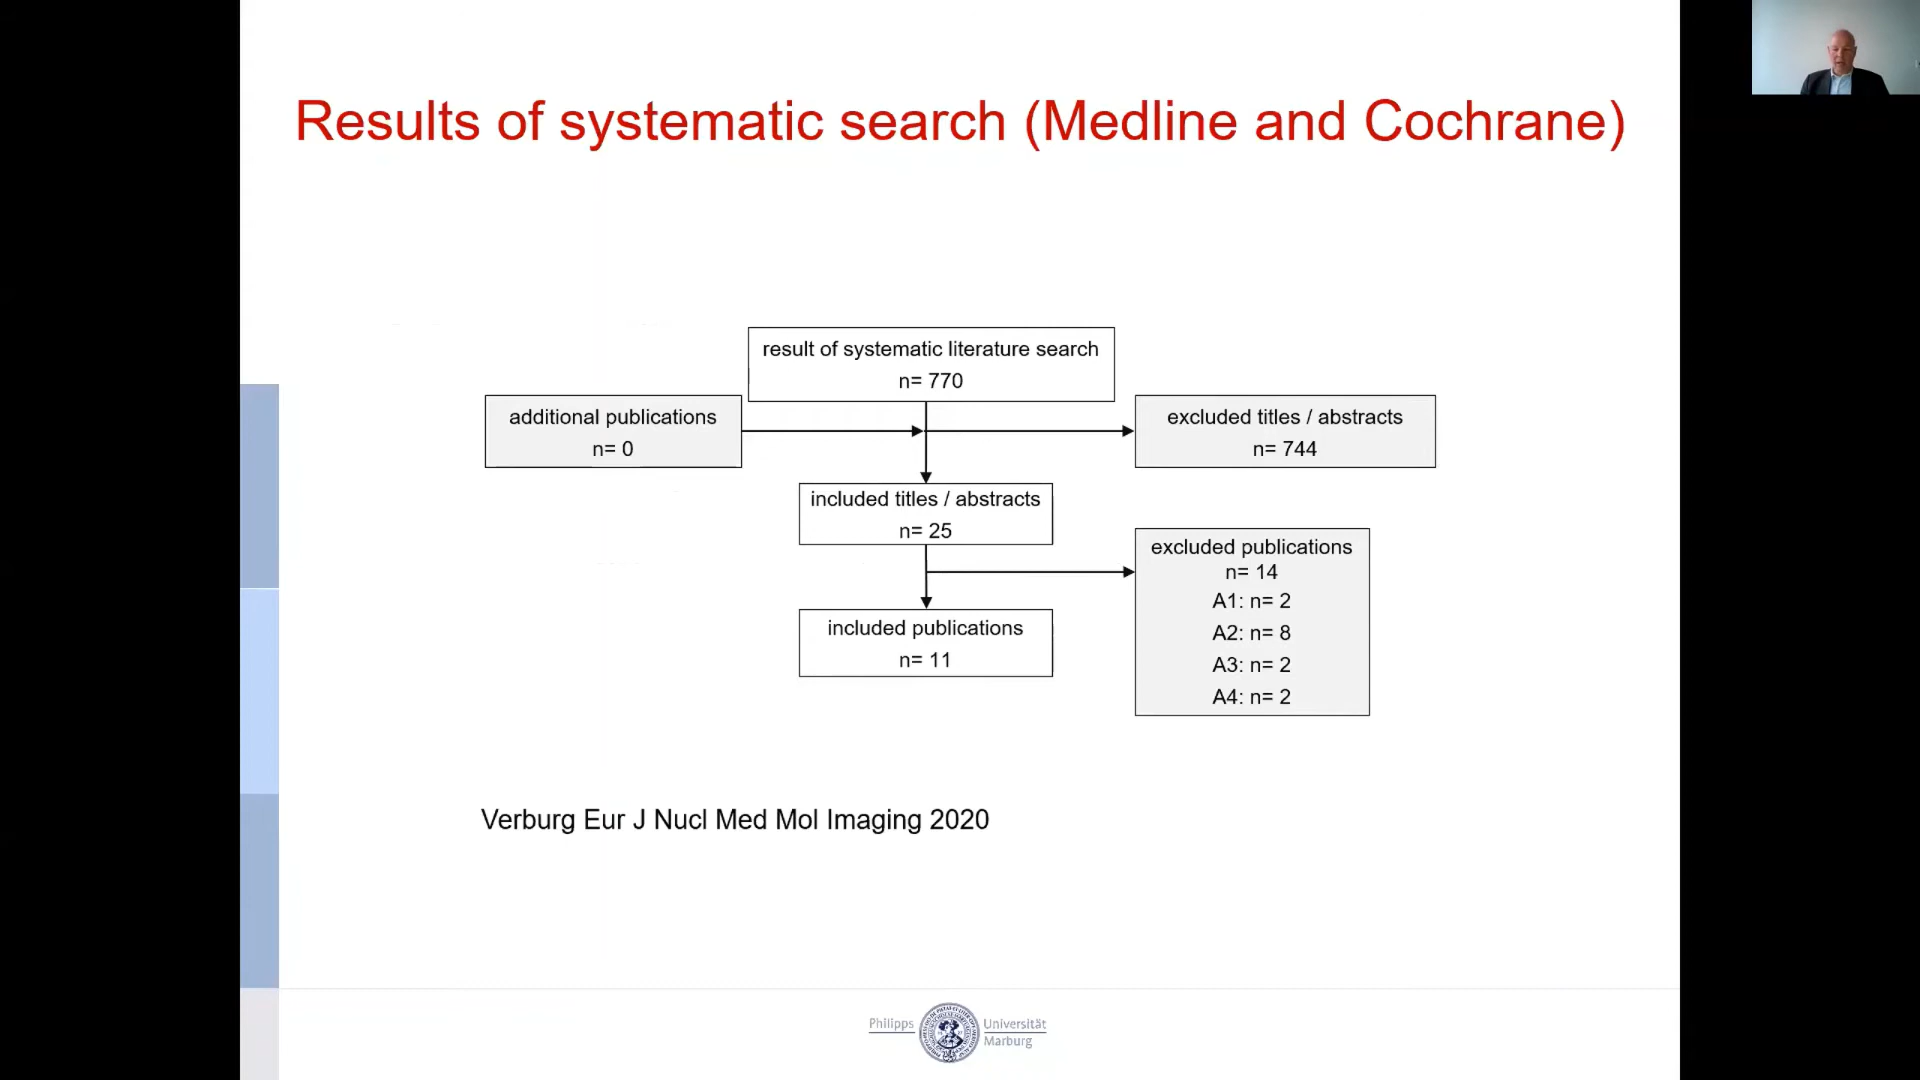 Results of systematic search (Medline and Cochrane)
result of systematic literature search
n= 770
additional publications
n= 0
excluded titles / abstracts
n= 744
included titles / abstracts
n= 25
excluded publications
n= 14
A1: n= 2
A2: n= 8
A3: n= 2
A4: n= 2
included publications
n= 11
Verburg Eur J Nucl Med Mol Imaging 2020
Philipps Universität
Marburg